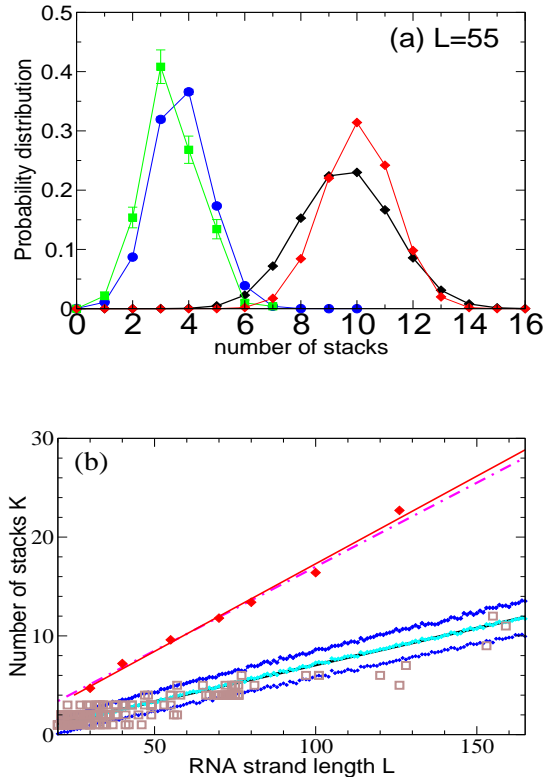 (a) L=55
0.5
0.4
0.3
0.2
0.1
0
Probability distribution
0 2 4 6 8 10 12 14 16
number of stacks
(b)
30
20
10
0
Number of stacks K
50 100 150
RNA strand length L